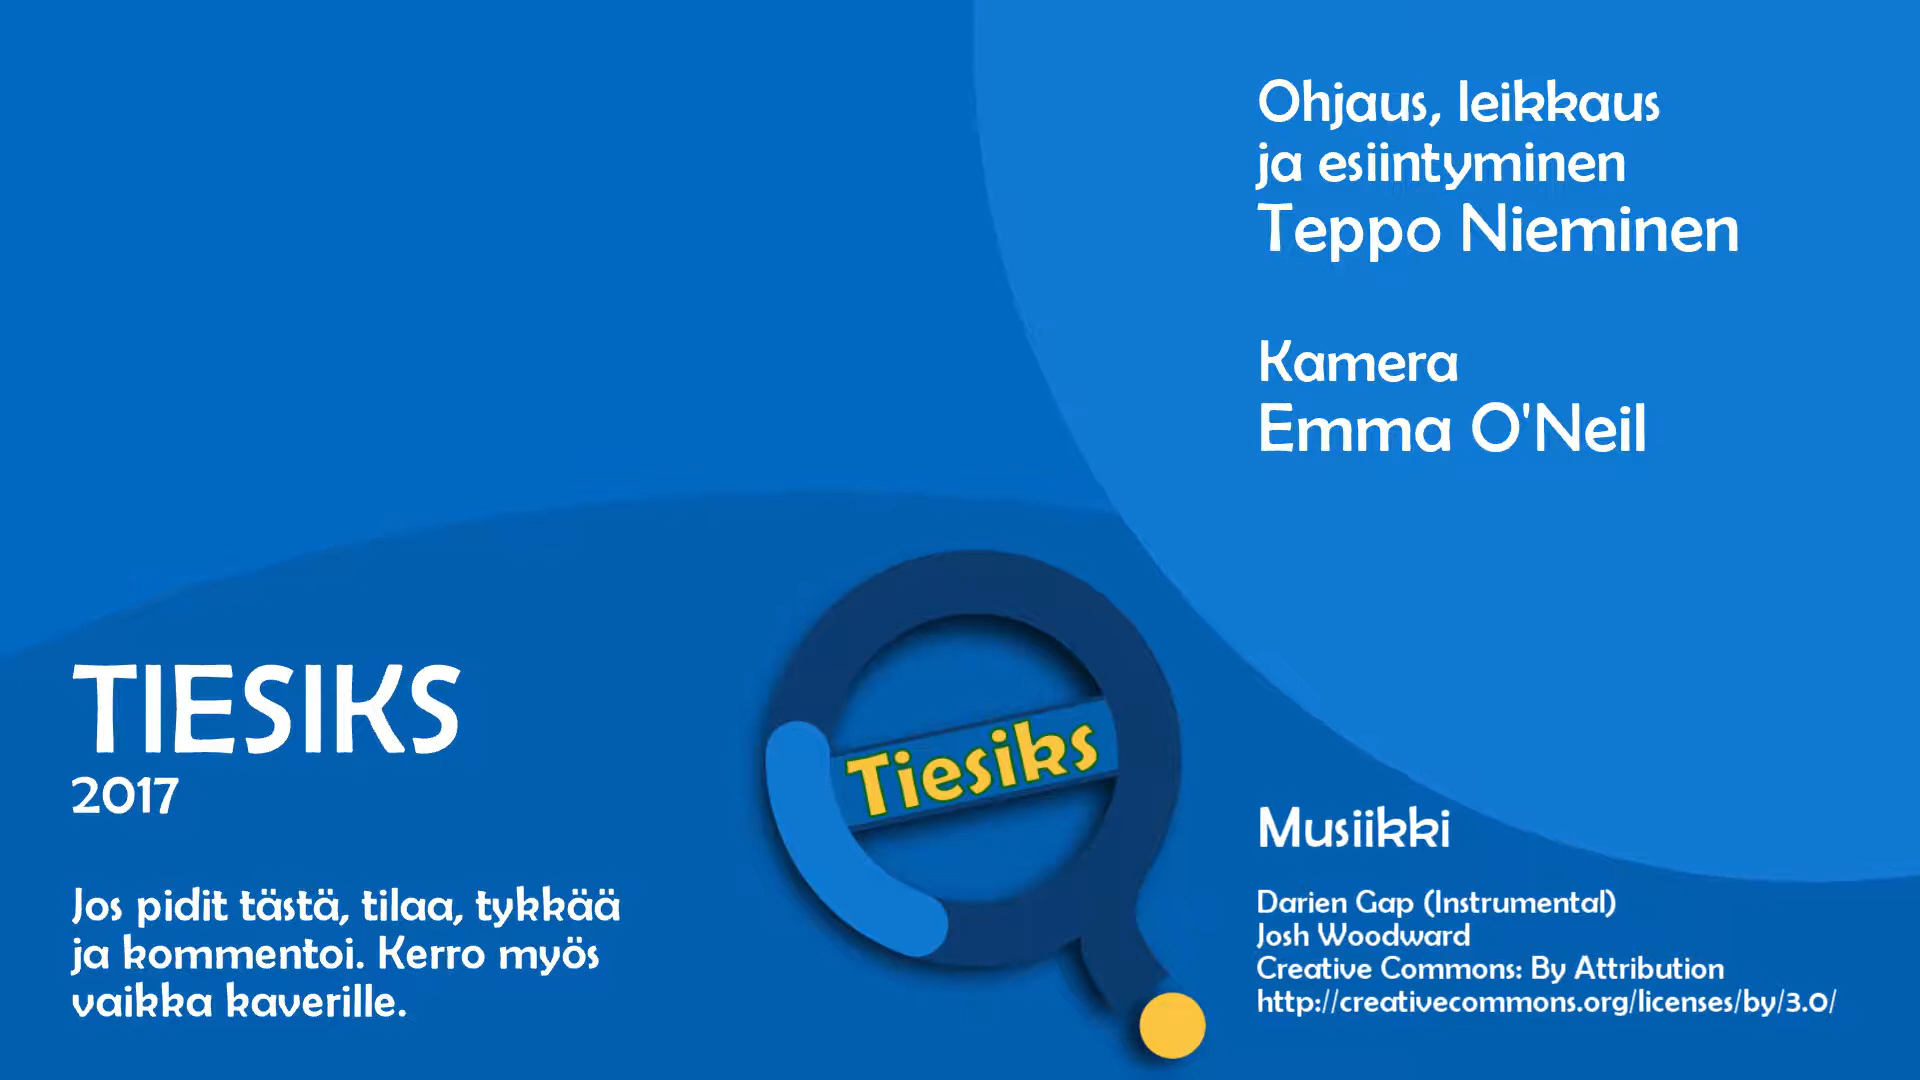 Ohjaus, leikkaus
ja esiintyminen
Teppo Nieminen
Kamera
Emma O'Neil
TIESIKS
2017
Jos pidit tästä, tilaa, tykkää
ja kommentoi. Kerro myös
vaikka kaverille.
Tiesiks
Musiikki
Darien Gap (Instrumental)
Josh Woodward
Creative Commons: By Attribution
http://creativecommons.org/licenses/by/3.0/